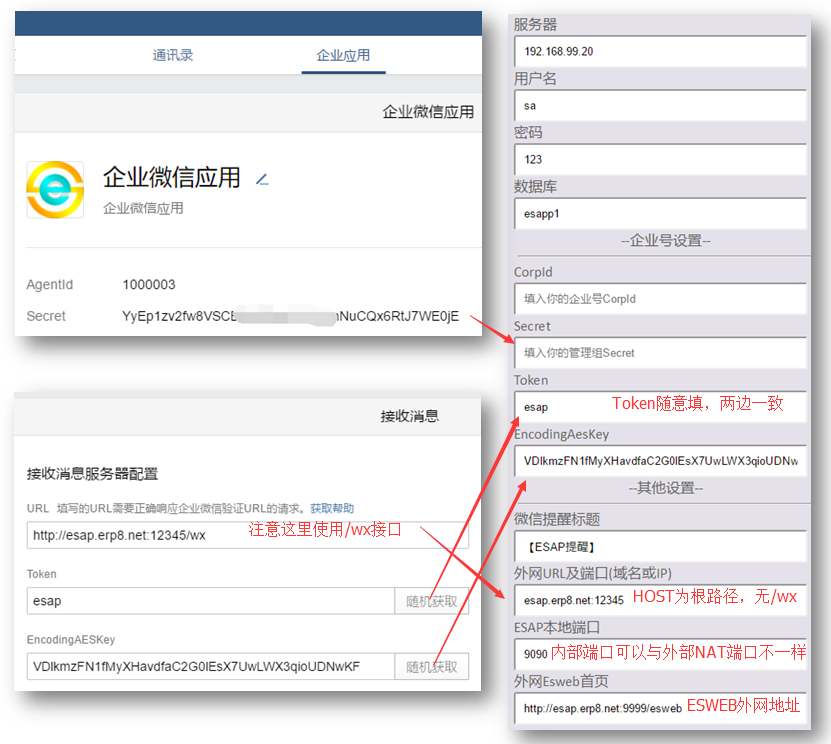 通讯录
企业应用
企业微信应用
企业微信应用
企业微信应用
AgentId 1000003
Secret YyEp1zv2fw8VSC NuCQx6RtJ7WE0jE
接收消息
接收消息服务器配置
URL 填写的URL需要正确响应企业微信验证URL的请求。获取帮助
http://esap.erp8.net:12345/wx
注意这里使用/wx接口
Token
esap
随机获取
EncodingAESKey
VDlkmzFN1fMyXHavdfaC2G0lEsX7UwLWX3qioUDNwKF
随机获取
服务器
192.168.99.20
用户名
sa
密码
123
数据库
esapp1
--企业号设置--
CorpId
填入你的企业号CorpId
Secret
填入你的管理组Secret
Token
esap
Token随意填，两边一致
EncodingAesKey
VDlkmzFN1fMyXHavdfaC2G0lEsX7UwLWX3qioUDNw
--其他设置--
微信提醒标题
【ESAP提醒】
外网URL及端口(域名或IP)
esap.erp8.net:12345
HOST为根路径，无/wx
ESAP本地端口
9090
内部端口可以与外部NAT端口不一样
外网Esweb首页
http://esap.erp8.net:9999/esweb
ESWEB外网地址